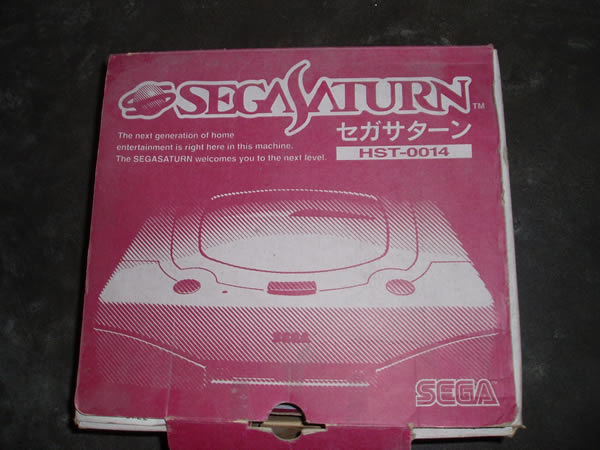 SEGASATURN™
セガサターン
HST-0014
The next generation of home
entertainment is right here in this machine.
The SEGASATURN welcomes you to the next level.
SEGA
SEGA